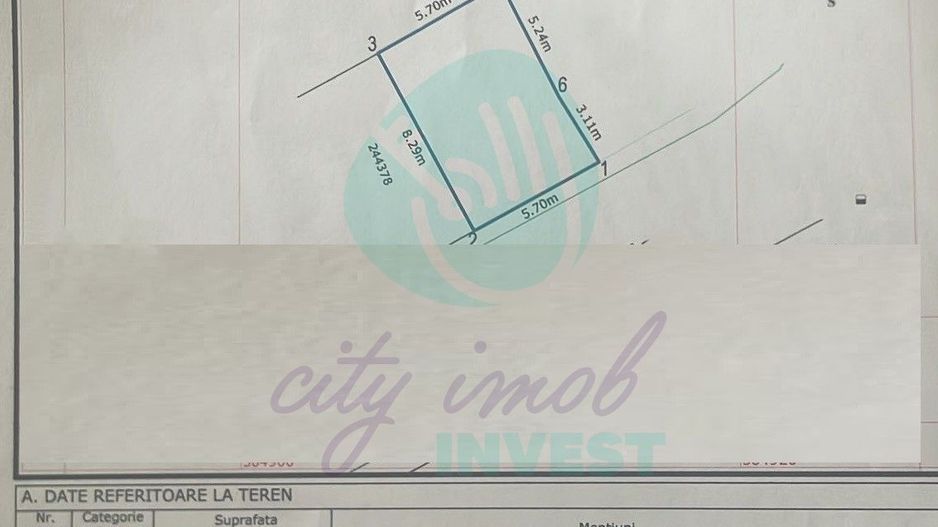 5.70m
S
3
5.24m
6
3.11m
8.29m
244378
1
5.70m
2
city imob
INVEST
A. DATE REFERITOARE LA TEREN
Nr. Categorie Suprafata Mentiuni